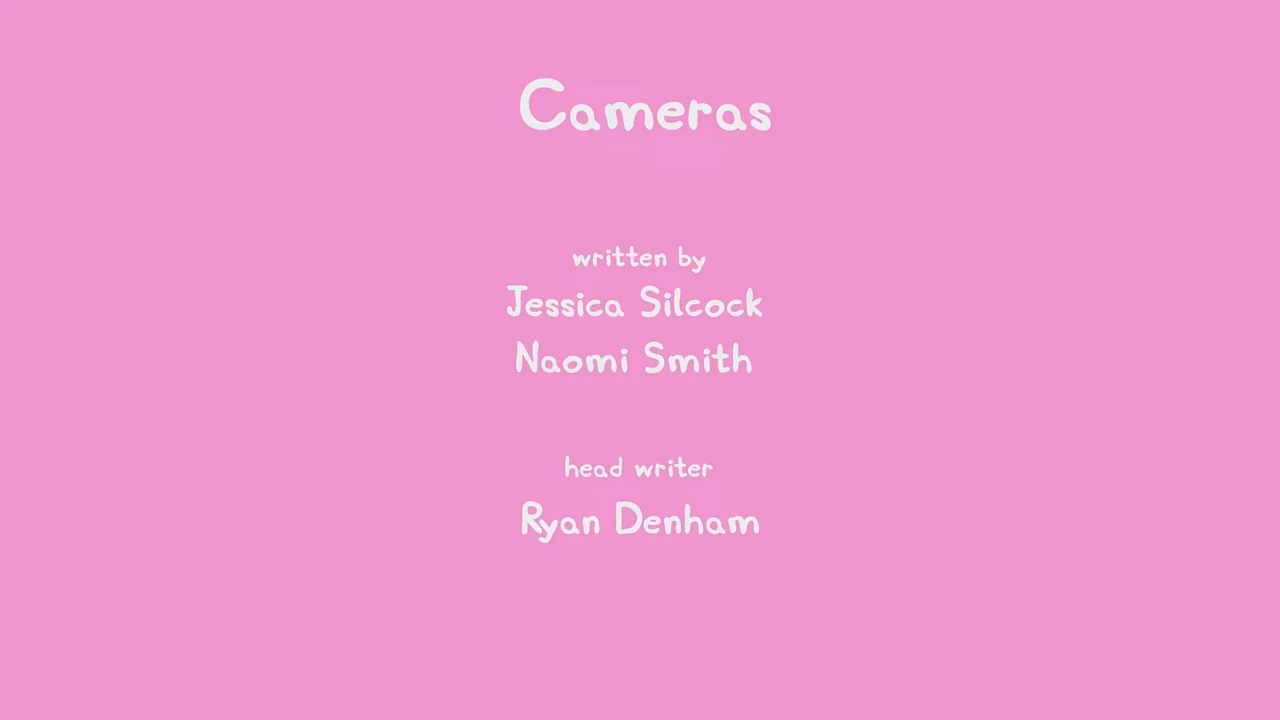 Cameras
written by
Jessica Silcock
Naomi Smith
head writer
Ryan Denham